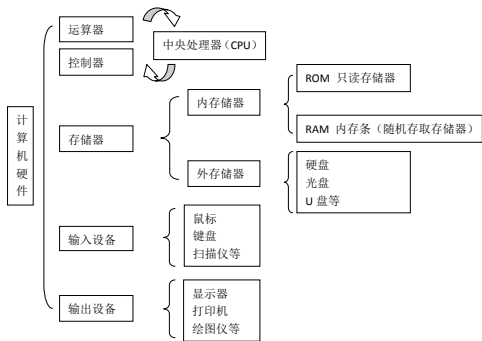 运算器
中央处理器（CPU）
控制器
计
算
机
硬
件
存储器
内存储器
ROM 只读存储器
RAM 内存条（随机存取存储器）
外存储器
硬盘
光盘
U 盘等
输入设备
鼠标
键盘
扫描仪等
输出设备
显示器
打印机
绘图仪等